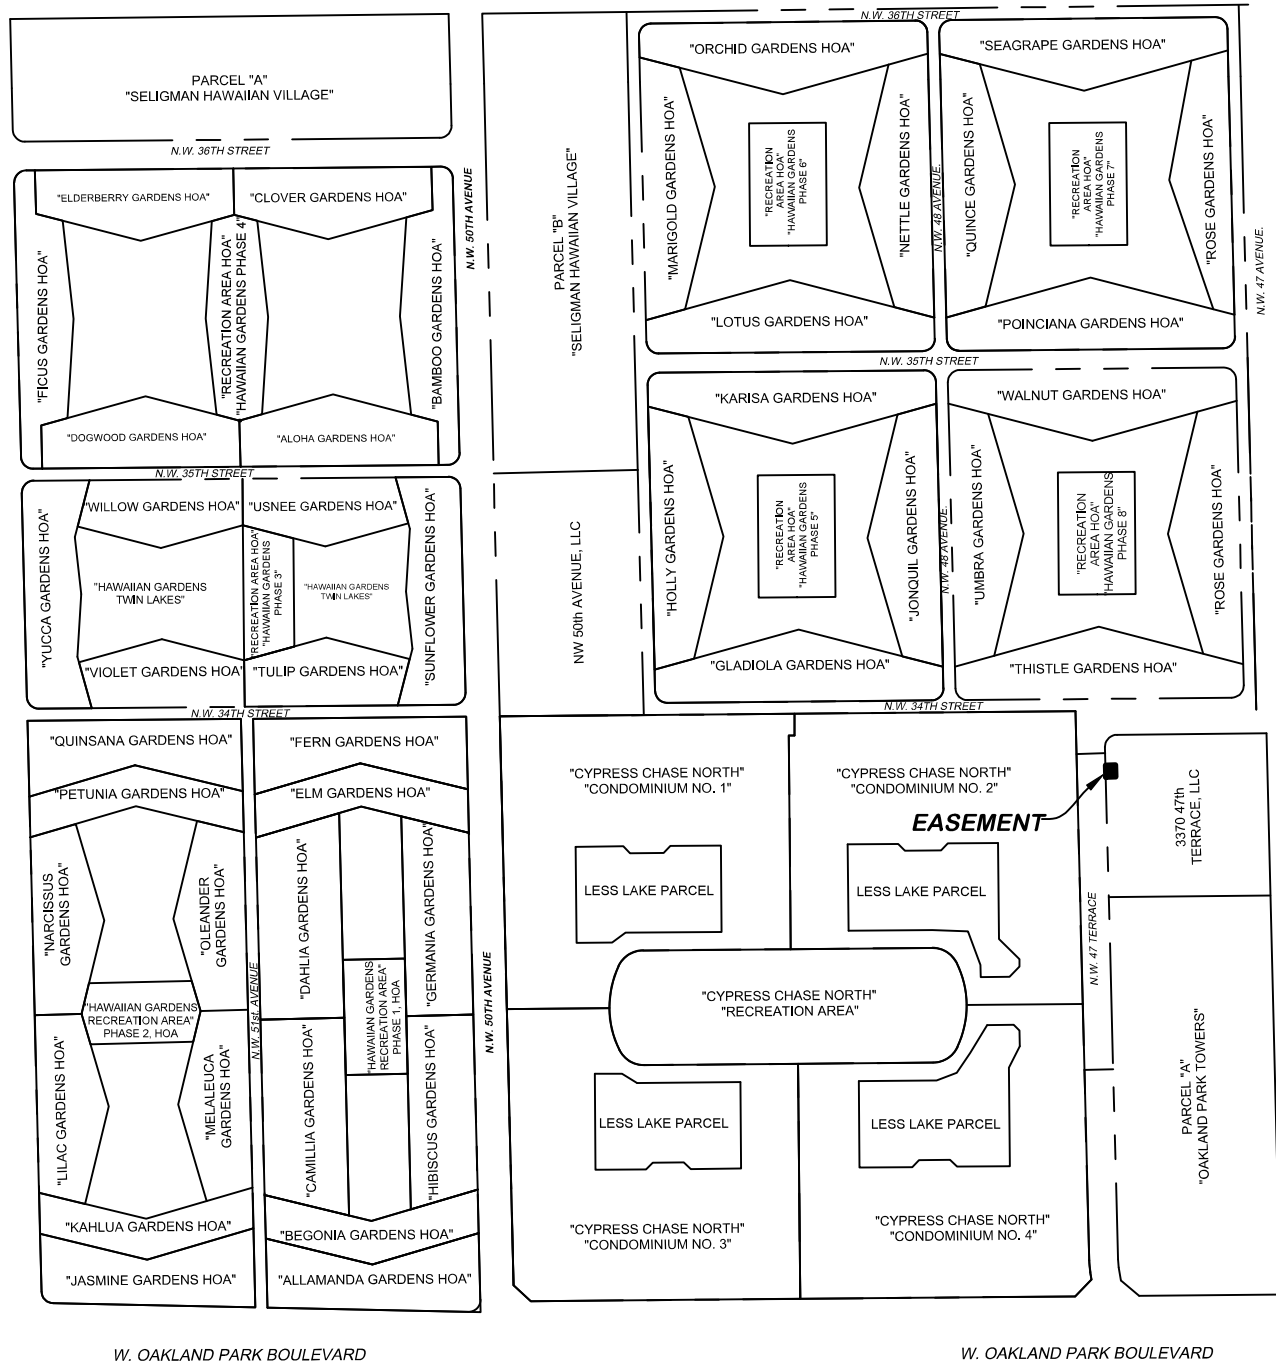 PARCEL "A"
"SELIGMAN HAWAIIAN VILLAGE"
N.W. 36TH STREET
"ELDERBERRY GARDENS HOA"
"CLOVER GARDENS HOA"
"FICUS GARDENS HOA"
"RECREATION AREA HOA"
"HAWAIIAN GARDENS PHASE 4"
"BAMBOO GARDENS HOA"
"DOGWOOD GARDENS HOA"
"ALOHA GARDENS HOA"
N.W. 35TH STREET
"YUCCA GARDENS HOA"
"WILLOW GARDENS HOA"
"USNEE GARDENS HOA"
"HAWAIIAN GARDENS
TWIN LAKES"
"RECREATION AREA HOA"
"HAWAIIAN GARDENS
PHASE 3"
"HAWAIIAN GARDENS
TWIN LAKES"
"SUNFLOWER GARDENS HOA"
"VIOLET GARDENS HOA"
"TULIP GARDENS HOA"
N.W. 34TH STREET
"QUINSANA GARDENS HOA"
"PETUNIA GARDENS HOA"
"NARCISSUS
GARDENS HOA"
"OLEANDER
GARDENS HOA"
"HAWAIIAN GARDENS
RECREATION AREA"
PHASE 2, HOA
"LILAC GARDENS HOA"
"MELALEUCA
GARDENS HOA"
"KAHLUA GARDENS HOA"
"JASMINE GARDENS HOA"
N.W. 51st. AVENUE
"FERN GARDENS HOA"
"ELM GARDENS HOA"
"DAHLIA GARDENS HOA"
"GERMANIA GARDENS HOA"
"HAWAIIAN GARDENS
RECREATION AREA"
PHASE 1, HOA
"CAMILLIA GARDENS HOA"
"HIBISCUS GARDENS HOA"
"BEGONIA GARDENS HOA"
"ALLAMANDA GARDENS HOA"
N.W. 50TH AVENUE
N.W. 50TH AVENUE
PARCEL "B"
"SELIGMAN HAWAIIAN VILLAGE"
NW 50th AVENUE, LLC
N.W. 36TH STREET
"ORCHID GARDENS HOA"
"MARIGOLD GARDENS HOA"
"RECREATION
AREA HOA"
"HAWAIIAN GARDENS
PHASE 6"
"NETTLE GARDENS HOA"
"LOTUS GARDENS HOA"
N.W. 48 AVENUE.
"SEAGRAPE GARDENS HOA"
"QUINCE GARDENS HOA"
"RECREATION
AREA HOA"
"HAWAIIAN GARDENS
PHASE 7"
"ROSE GARDENS HOA"
"POINCIANA GARDENS HOA"
N.W. 47 AVENUE.
N.W. 35TH STREET
"KARISA GARDENS HOA"
"HOLLY GARDENS HOA"
"RECREATION
AREA HOA"
"HAWAIIAN GARDENS
PHASE 5"
"JONQUIL GARDENS HOA"
"GLADIOLA GARDENS HOA"
N.W. 48 AVENUE.
"WALNUT GARDENS HOA"
"UMBRA GARDENS HOA"
"RECREATION
AREA HOA"
"HAWAIIAN GARDENS
PHASE 8"
"ROSE GARDENS HOA"
"THISTLE GARDENS HOA"
N.W. 34TH STREET
"CYPRESS CHASE NORTH"
"CONDOMINIUM NO. 1"
"CYPRESS CHASE NORTH"
"CONDOMINIUM NO. 2"
EASEMENT
LESS LAKE PARCEL
LESS LAKE PARCEL
"CYPRESS CHASE NORTH"
"RECREATION AREA"
LESS LAKE PARCEL
LESS LAKE PARCEL
"CYPRESS CHASE NORTH"
"CONDOMINIUM NO. 3"
"CYPRESS CHASE NORTH"
"CONDOMINIUM NO. 4"
N.W. 47 TERRACE
3370 47th
TERRACE, LLC
PARCEL "A"
"OAKLAND PARK TOWERS"
W. OAKLAND PARK BOULEVARD
W. OAKLAND PARK BOULEVARD